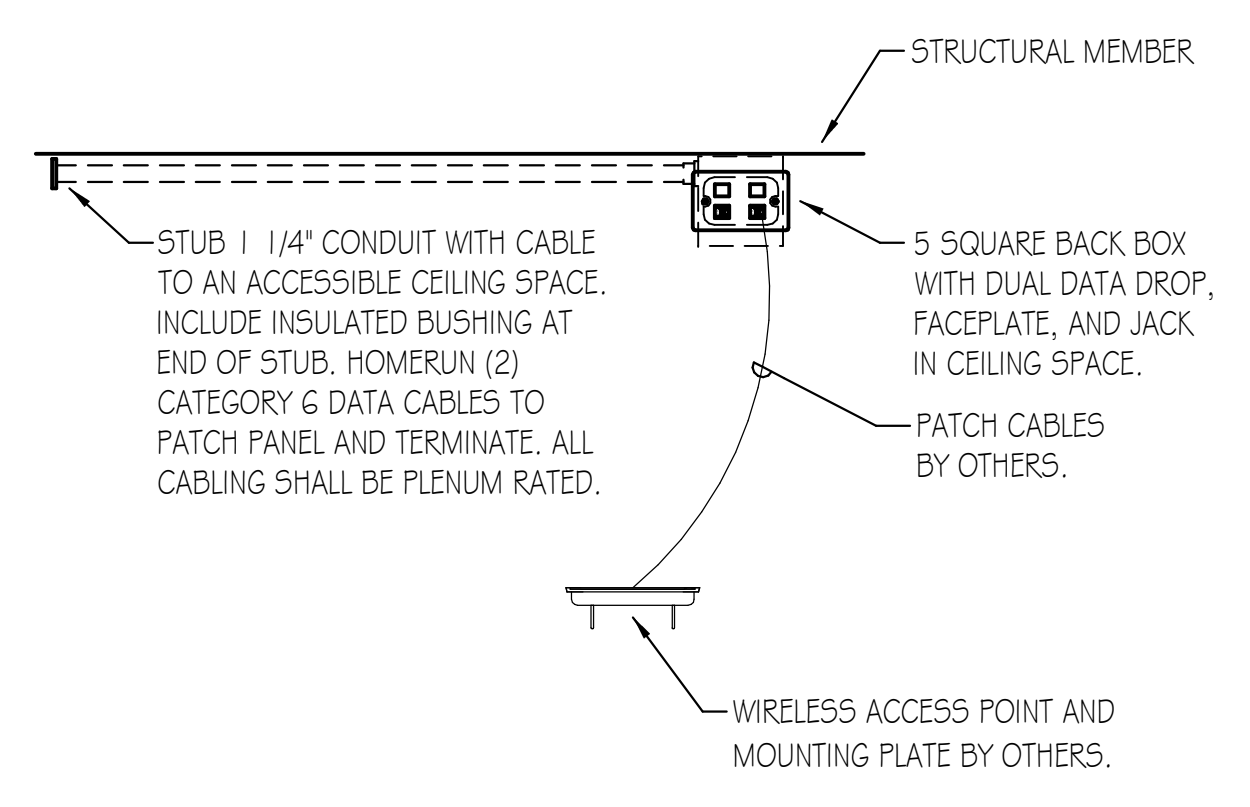 STRUCTURAL MEMBER
STUB 1 1/4" CONDUIT WITH CABLE
TO AN ACCESSIBLE CEILING SPACE.
INCLUDE INSULATED BUSHING AT
END OF STUB. HOMERUN (2)
CATEGORY 6 DATA CABLES TO
PATCH PANEL AND TERMINATE. ALL
CABLING SHALL BE PLENUM RATED.
5 SQUARE BACK BOX
WITH DUAL DATA DROP,
FACEPLATE, AND JACK
IN CEILING SPACE.
PATCH CABLES
BY OTHERS.
WIRELESS ACCESS POINT AND
MOUNTING PLATE BY OTHERS.